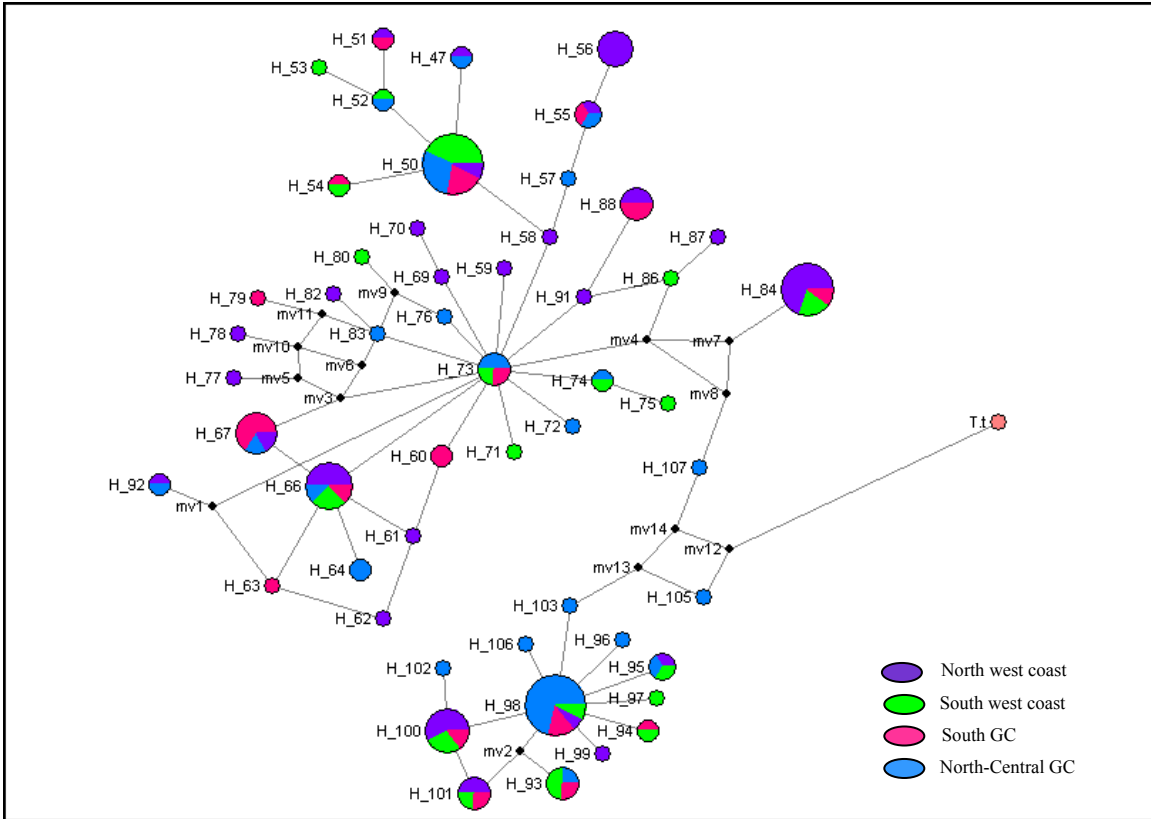 H_51
H_47
H_56
H_53
H_52
H_55
H_50
H_57
H_54
H_88
H_70
H_58
H_87
H_80
H_59
H_69
H_86
mv9
H_79
H_82
H_91
H_84
mv11
H_76
H_78
H_83
mv4
mv7
mv10
mv6
H_73
mv5
H_74
H_77
mv3
mv8
H_75
T.t
H_67
H_72
H_71
H_60
H_107
H_92
H_66
mv1
mv14
H_61
mv12
H_64
mv13
H_63
H_105
H_103
H_62
H_106
H_96
H_102
H_95
H_97
H_98
H_100
H_94
mv2
H_99
H_93
H_101
North west coast
South west coast
South GC
North-Central GC